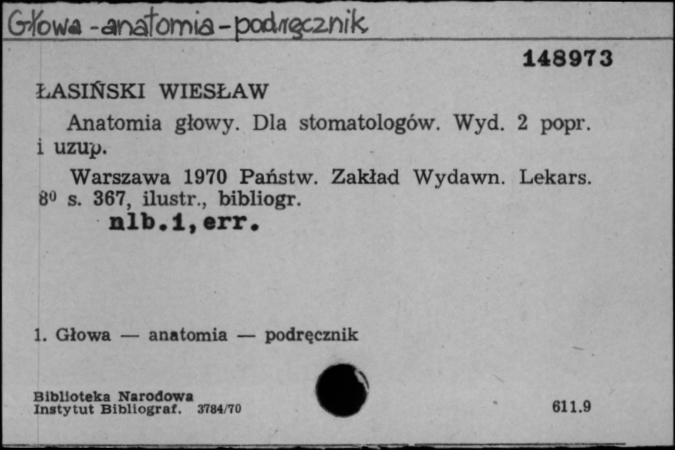 Głowa - anatomia - podręcznik
148973
ŁASIŃSKI WIESŁAW
Anatomia głowy. Dla stomatologów. Wyd. 2 popr.
i uzup.
Warszawa 1970 Państw. Zakład Wydawn. Lekars.
8⁰ s. 367, ilustr., bibliogr.
nlb.1, err.
1. Głowa — anatomia — podręcznik
Biblioteka Narodowa
Instytut Bibliograf. 3784/70
611.9